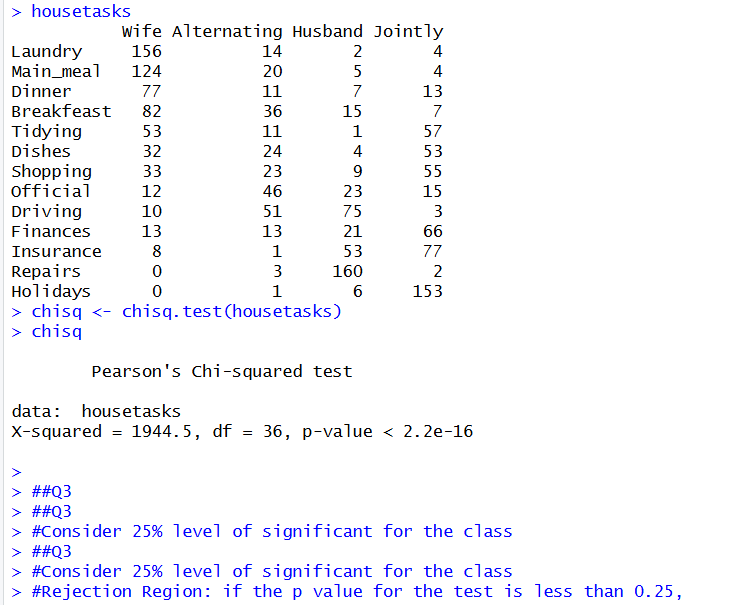 > housetasks
           Wife Alternating Husband Jointly
Laundry     156          14       2       4
Main_meal   124          20       5       4
Dinner       77          11       7      13
Breakfeast   82          36      15       7
Tidying      53          11       1      57
Dishes       32          24       4      53
Shopping     33          23       9      55
Official     12          46      23      15
Driving      10          51      75       3
Finances     13          13      21      66
Insurance     8           1      53      77
Repairs       0           3     160       2
Holidays      0           1       6     153
> chisq <- chisq.test(housetasks)
> chisq
        Pearson's Chi-squared test
data:  housetasks
X-squared = 1944.5, df = 36, p-value < 2.2e-16
>
> ##Q3
> ##Q3
> #Consider 25% level of significant for the class
> ##Q3
> #Consider 25% level of significant for the class
> #Rejection Region: if the p value for the test is less than 0.25,